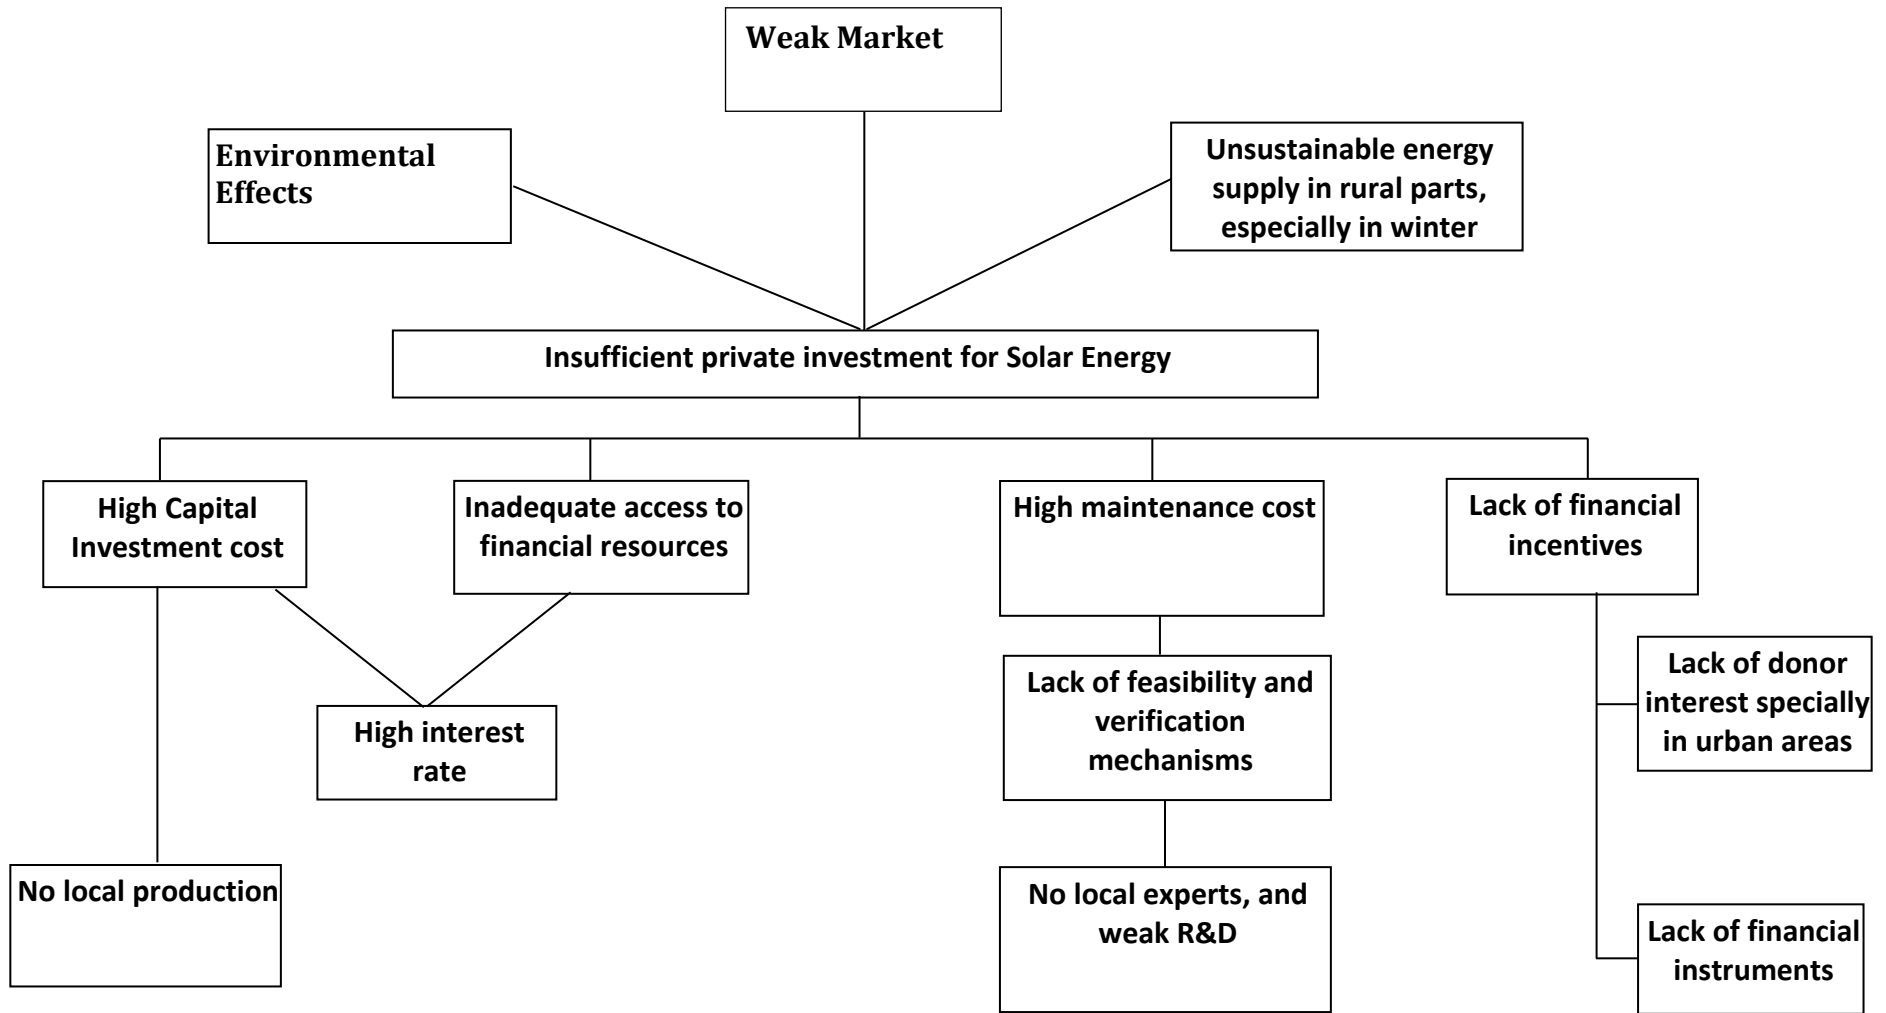 Weak Market
Environmental
Effects
Unsustainable energy
supply in rural parts,
especially in winter
Insufficient private investment for Solar Energy
High Capital
Investment cost
Inadequate access to
financial resources
High maintenance cost
Lack of financial
incentives
High interest
rate
Lack of feasibility and
verification
mechanisms
Lack of donor
interest specially
in urban areas
No local production
No local experts, and
weak R&D
Lack of financial
instruments